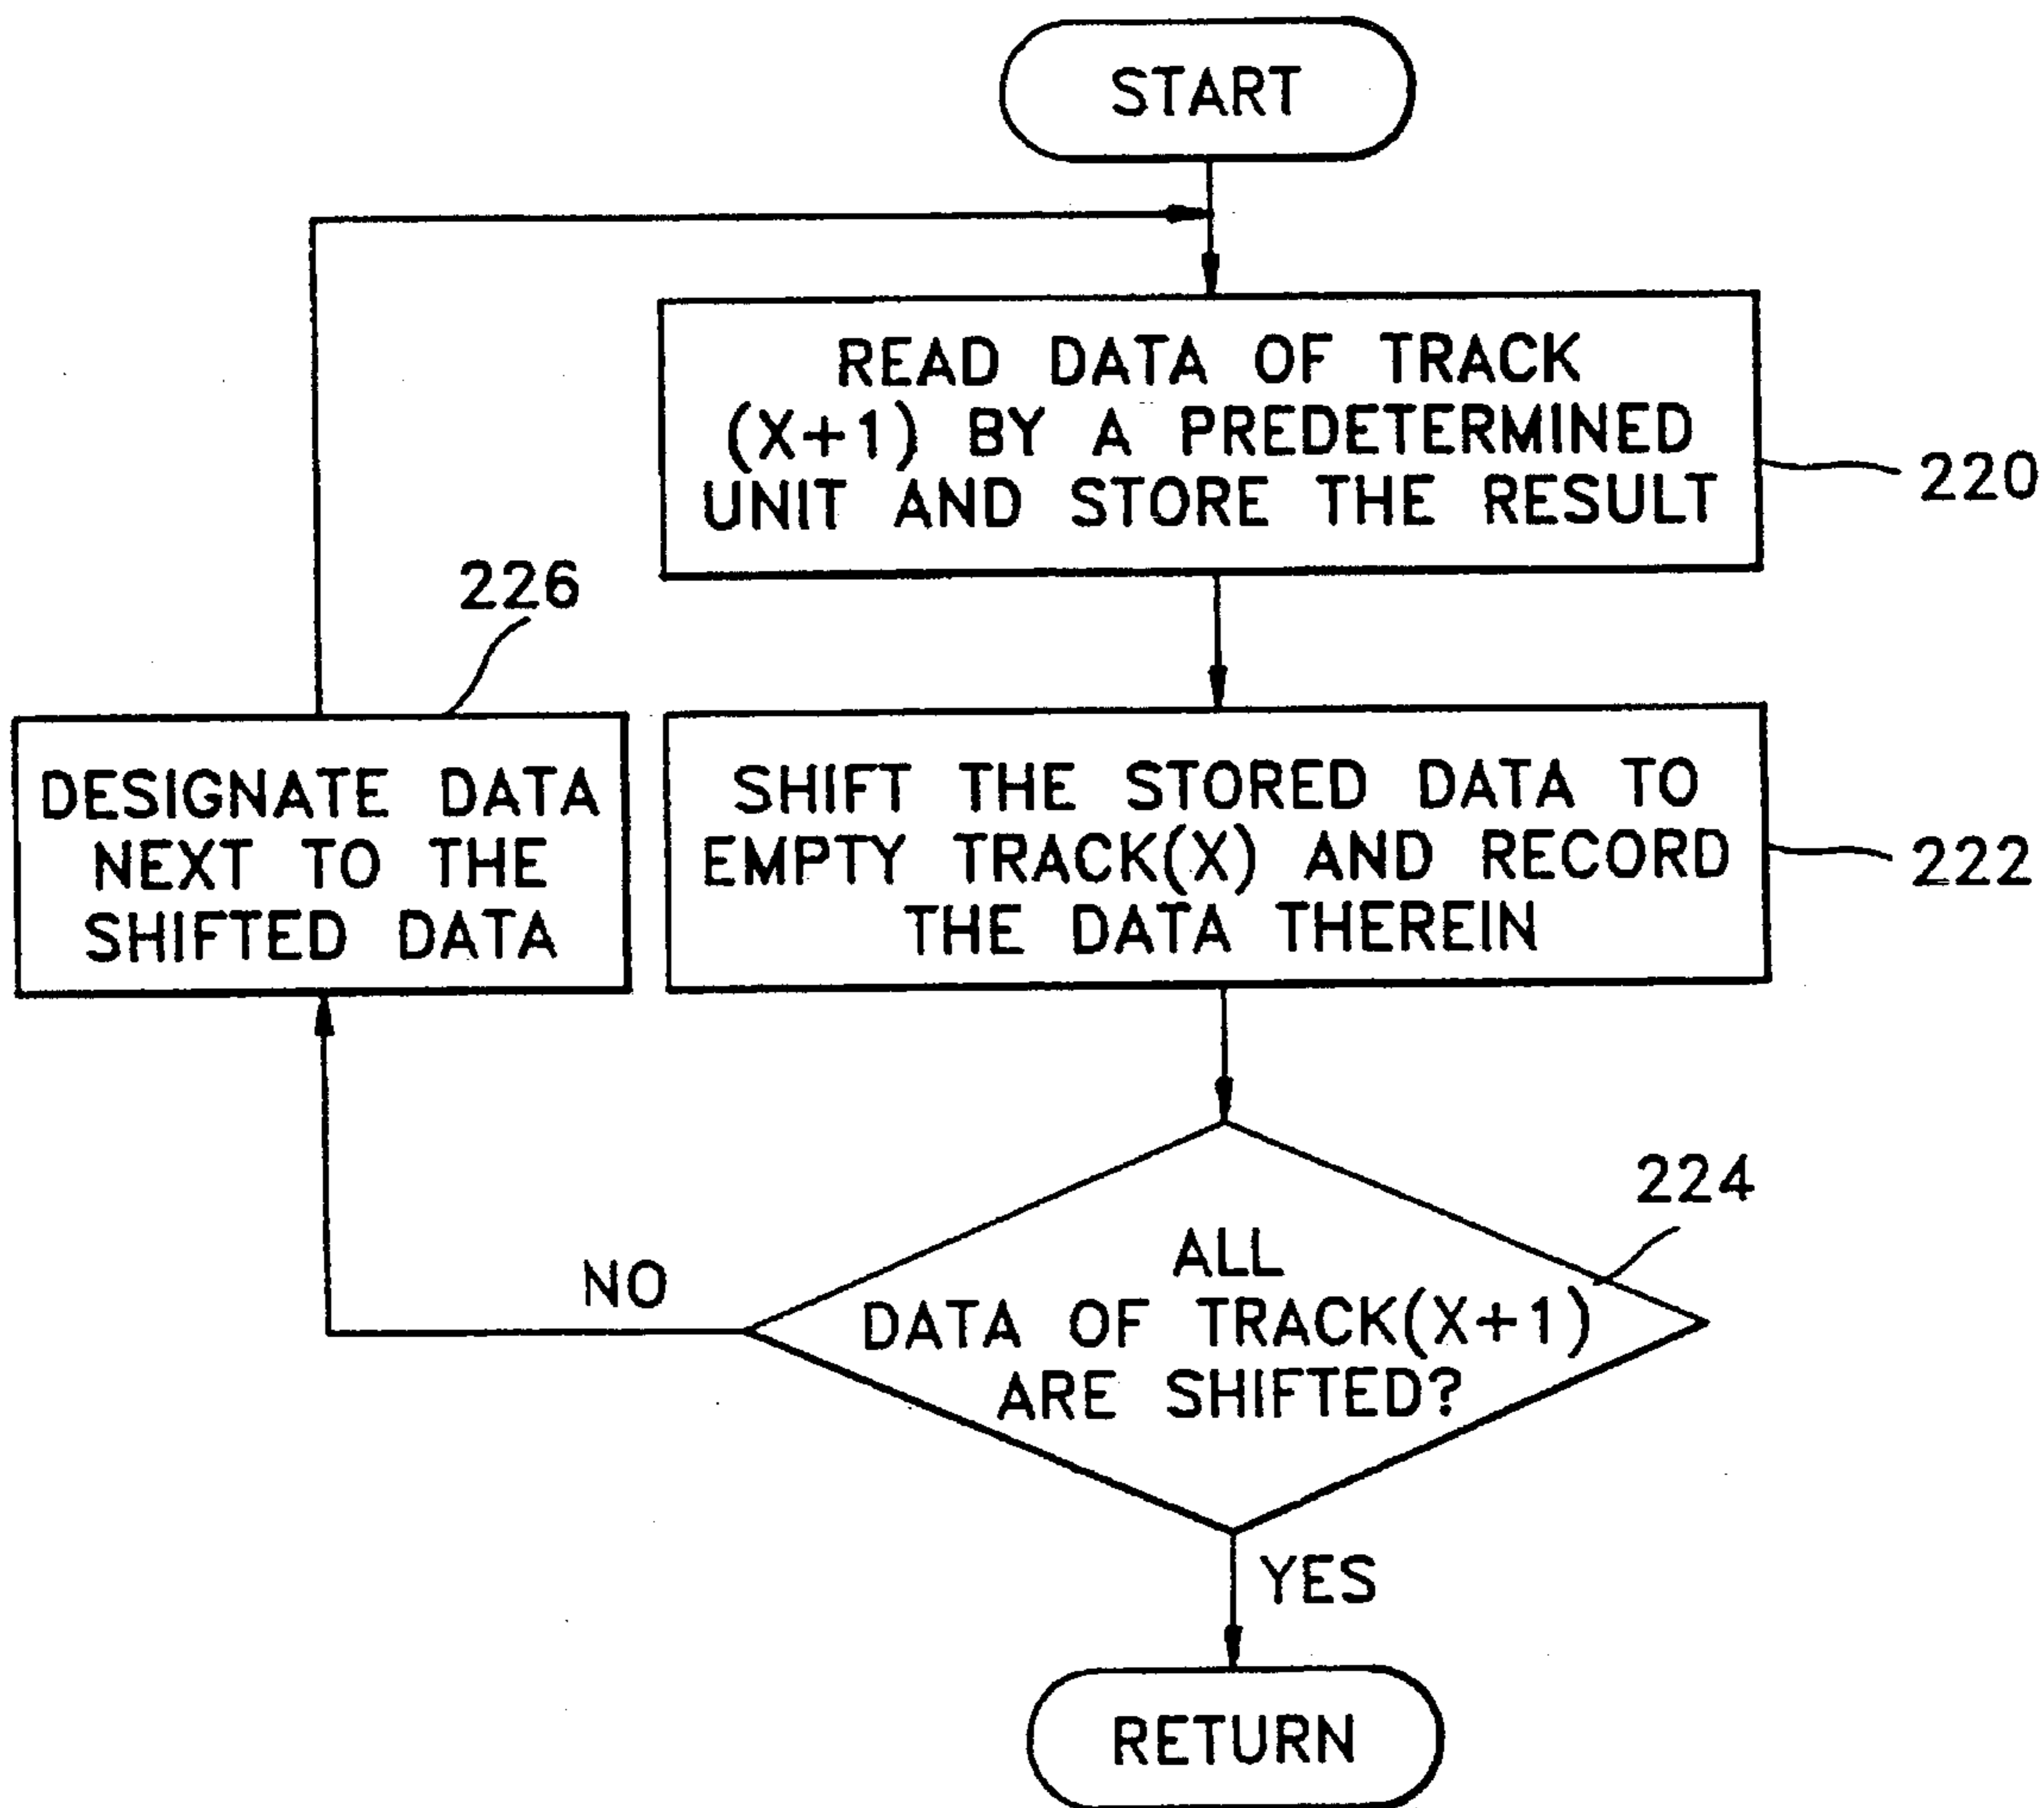 START
READ DATA OF TRACK
(X+1) BY A PREDETERMINED
UNIT AND STORE THE RESULT
220
226
DESIGNATE DATA
NEXT TO THE
SHIFTED DATA
SHIFT THE STORED DATA TO
EMPTY TRACK(X) AND RECORD
THE DATA THEREIN
222
224
ALL
DATA OF TRACK(X+1)
ARE SHIFTED?
NO
YES
RETURN